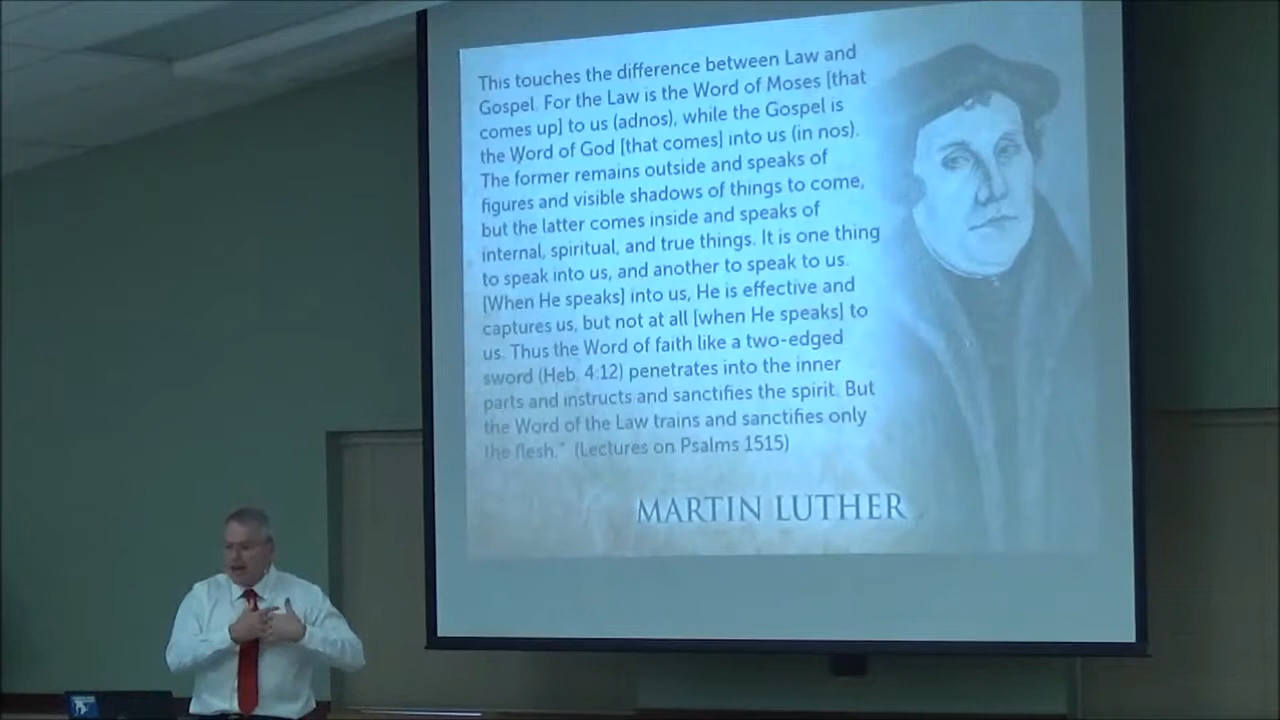 This touches the difference between Law and
Gospel. For the Law is the Word of Moses [that
comes up] to us (adnos), while the Gospel is
the Word of God [that comes] into us (in nos).
The former remains outside and speaks of
figures and visible shadows of things to come,
but the latter comes inside and speaks of
internal, spiritual, and true things. It is one thing
to speak into us, and another to speak to us.
[When He speaks] into us, He is effective and
captures us, but not at all [when He speaks] to
us. Thus the Word of faith like a two-edged
sword (Heb. 4:12) penetrates into the inner
parts and instructs and sanctifies the spirit. But
the Word of the Law trains and sanctifies only
the flesh." (Lectures on Psalms 1515)
MARTIN LUTHER